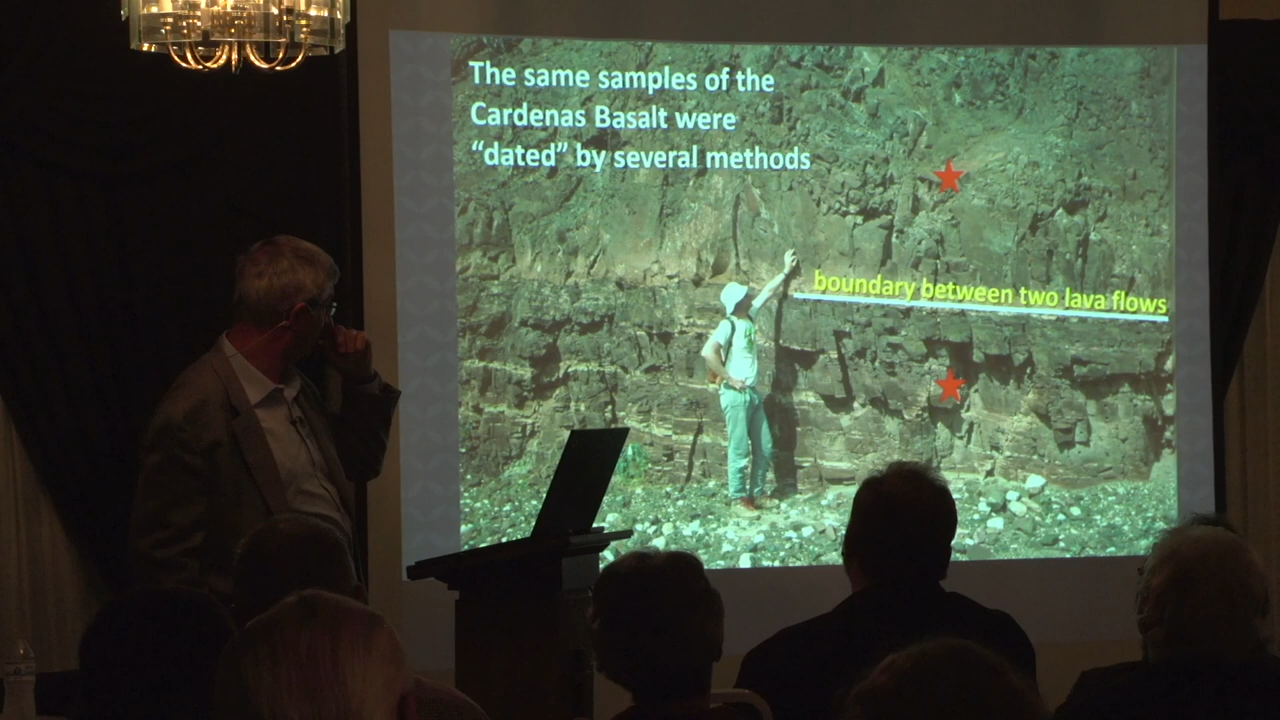 The same samples of the
Cardenas Basalt were
“dated” by several methods
boundary between two lava flows